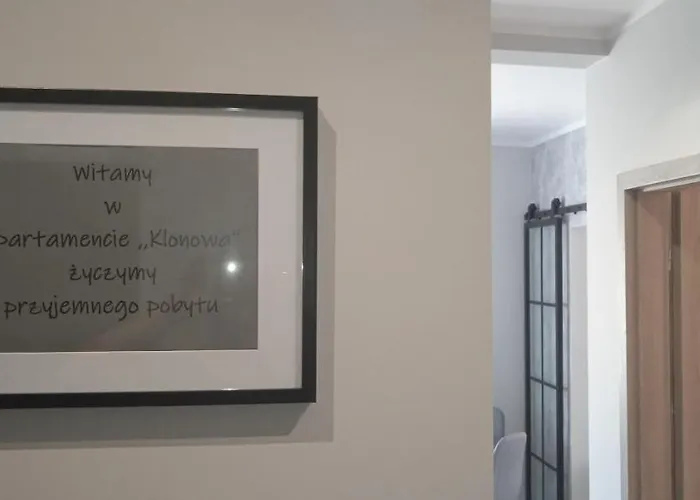 Witamy
w
partamencie „Klonowa"
życzymy
przyjemnego pobytu